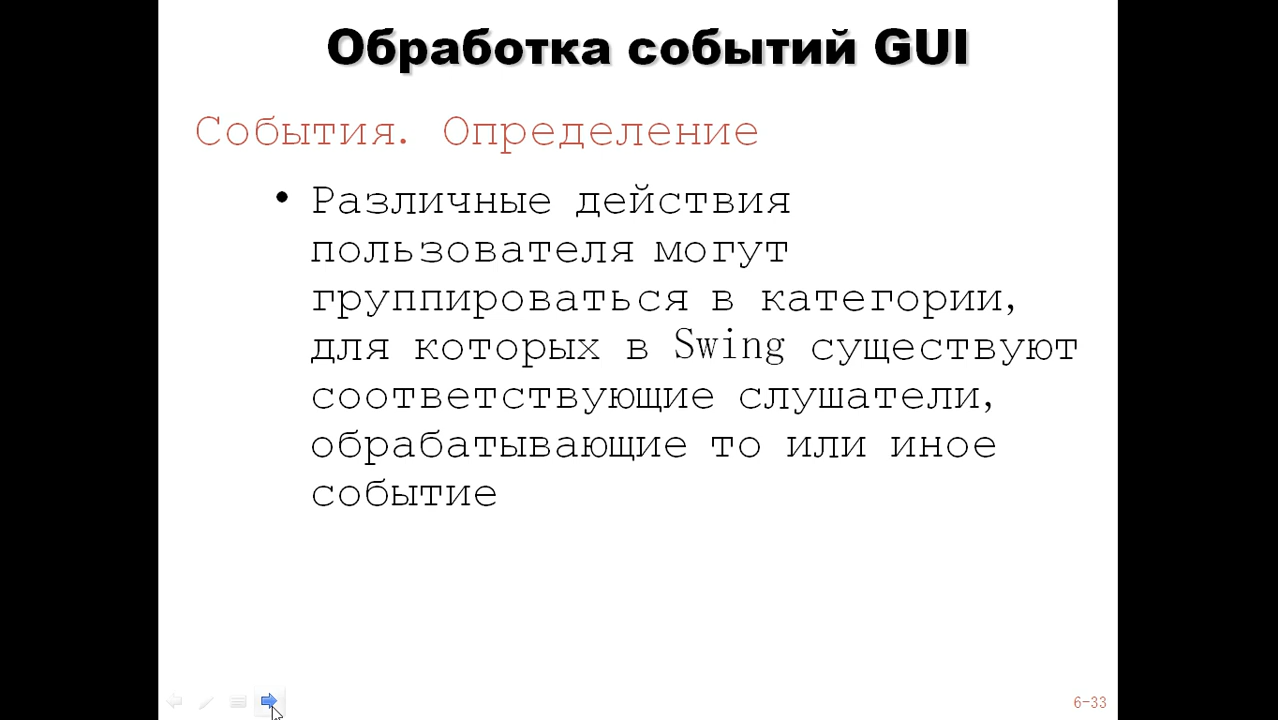 Обработка событий GUI
События. Определение
• Различные действия
пользователя могут
группироваться в категории,
для которых в Swing существуют
соответствующие слушатели,
обрабатывающие то или иное
событие
6-33